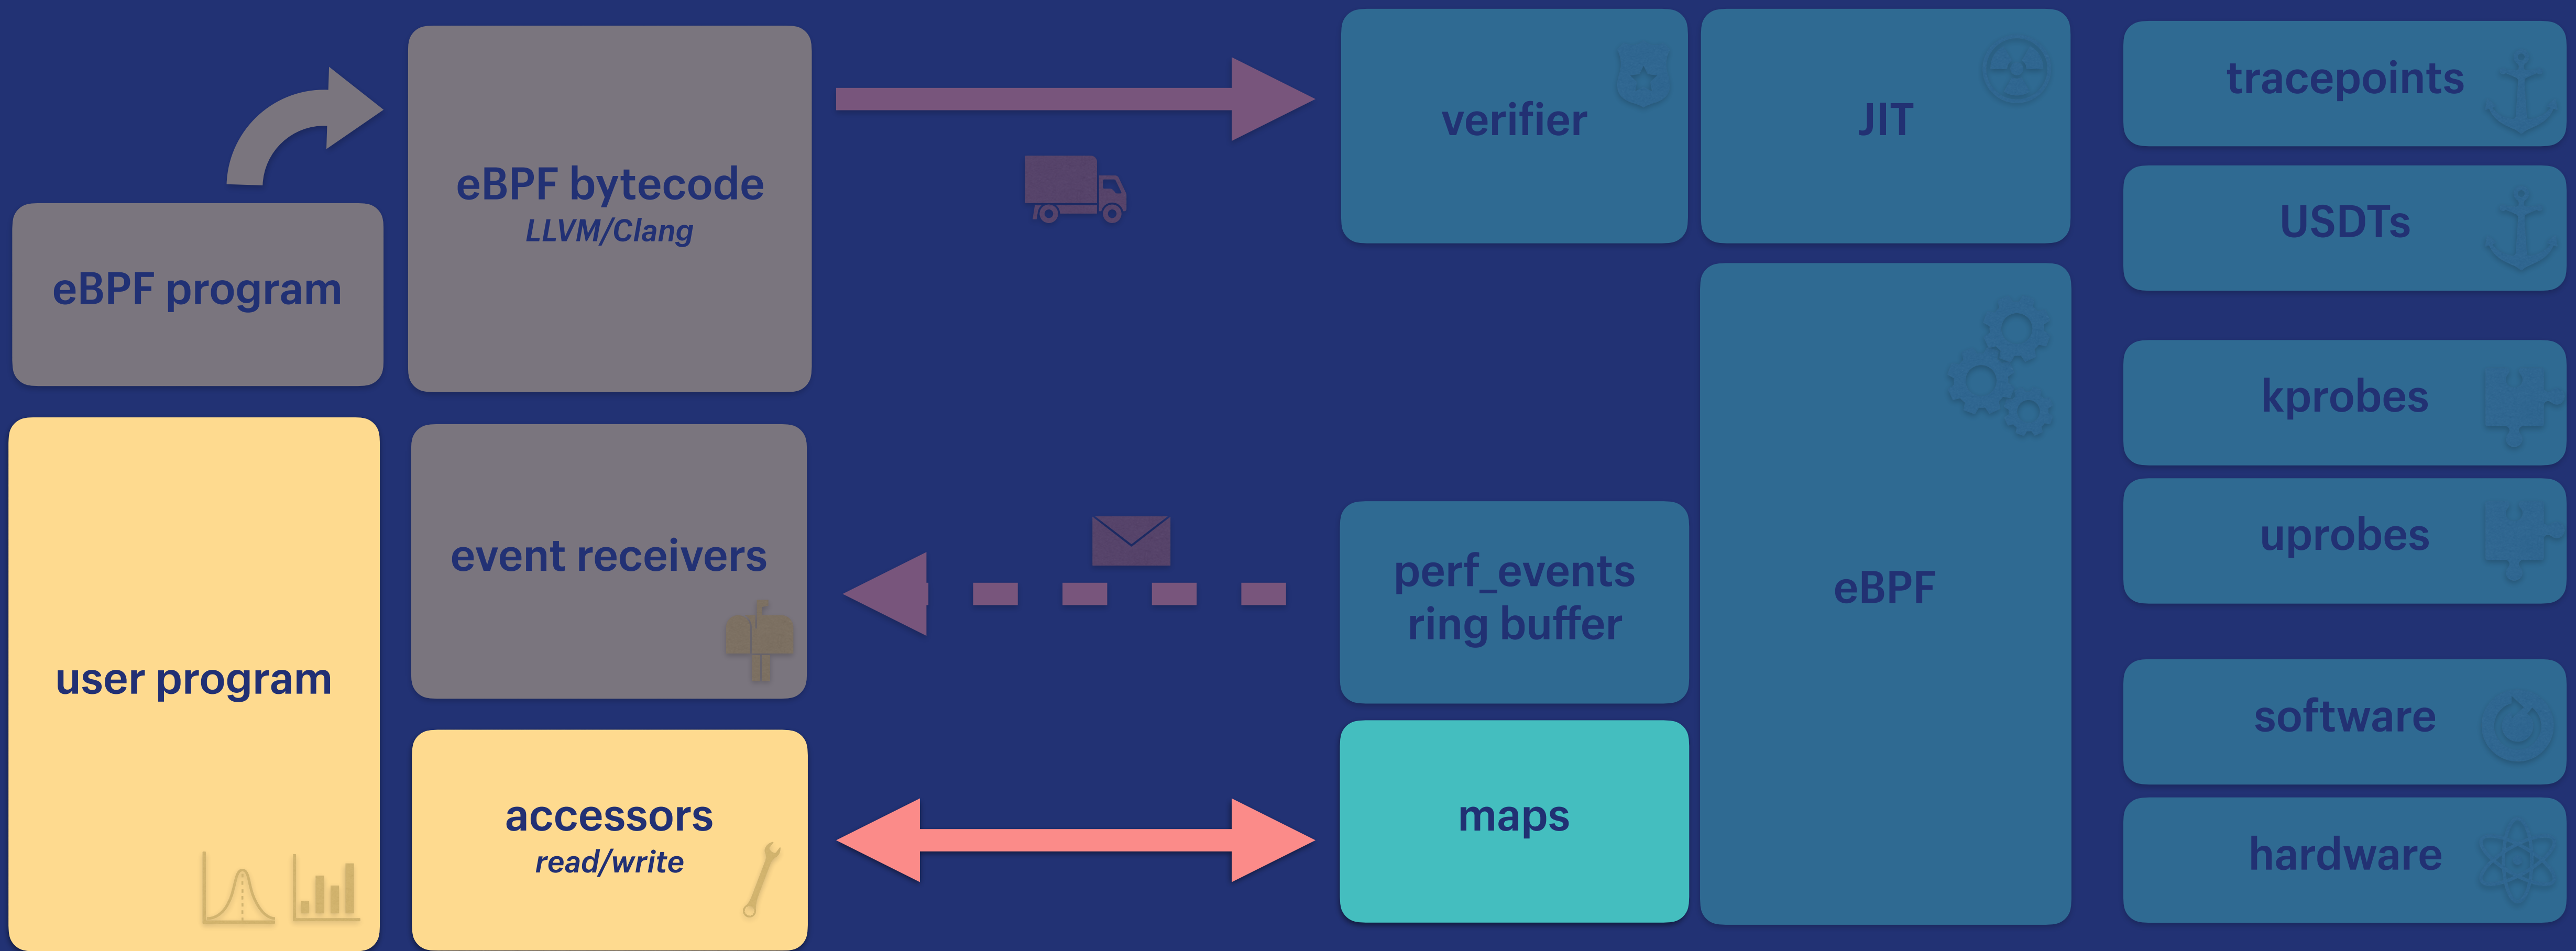 eBPF program
eBPF bytecode
LLVM/Clang
user program
event receivers
accessors
read/write
verifier
JIT
perf_events
ring buffer
maps
eBPF
tracepoints
USDTs
kprobes
uprobes
software
hardware